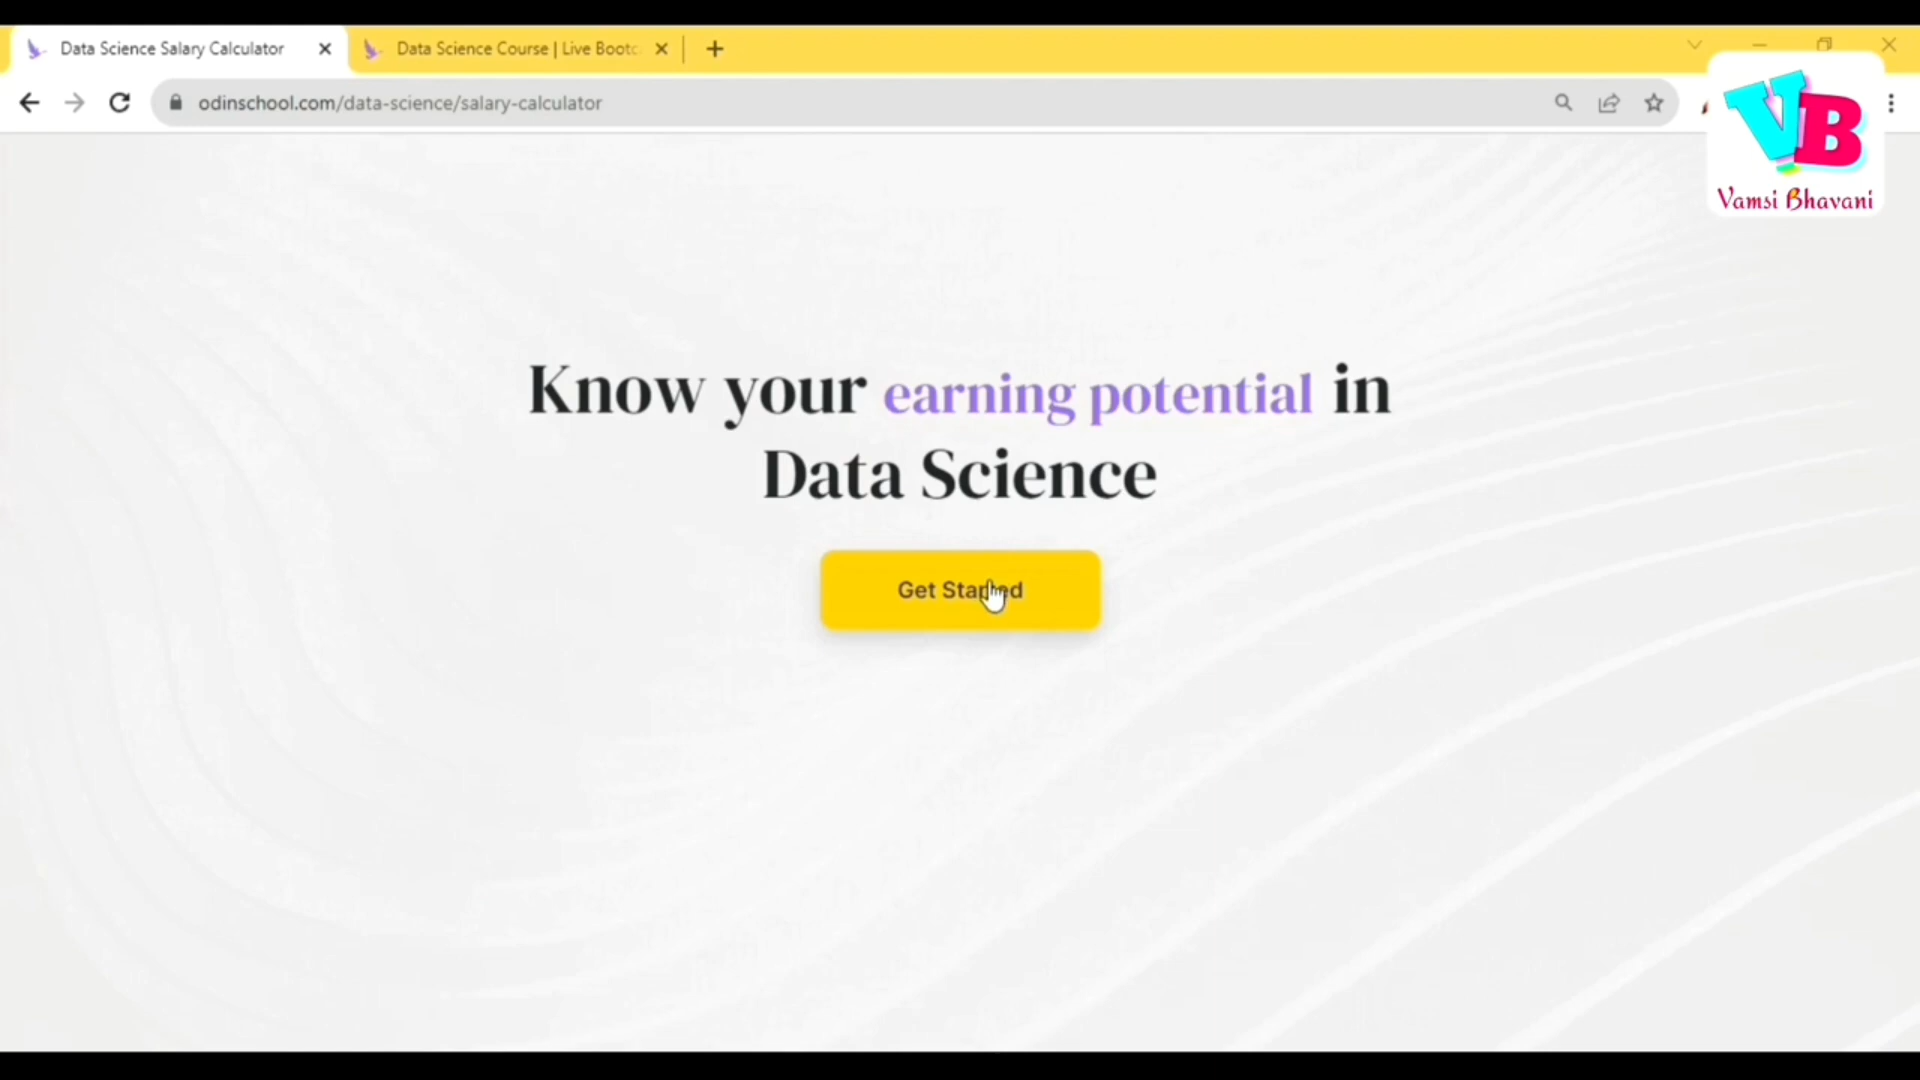 Data Science Salary Calculator
Data Science Course | Live Bootc
odinschool.com/data-science/salary-calculator
VB
Vamsi Bhavani
Know your earning potential in
Data Science
Get Started